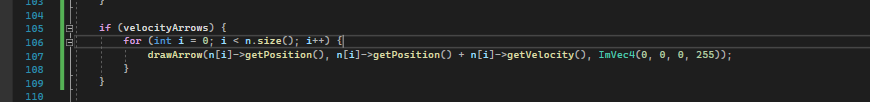 103
104
105 if (velocityArrows) {
106 for (int i = 0; i < n.size(); i++) {
107 drawArrow(n[i]->getPosition(), n[i]->getPosition() + n[i]->getVelocity(), ImVec4(0, 0, 0, 255));
108 }
109 }
110